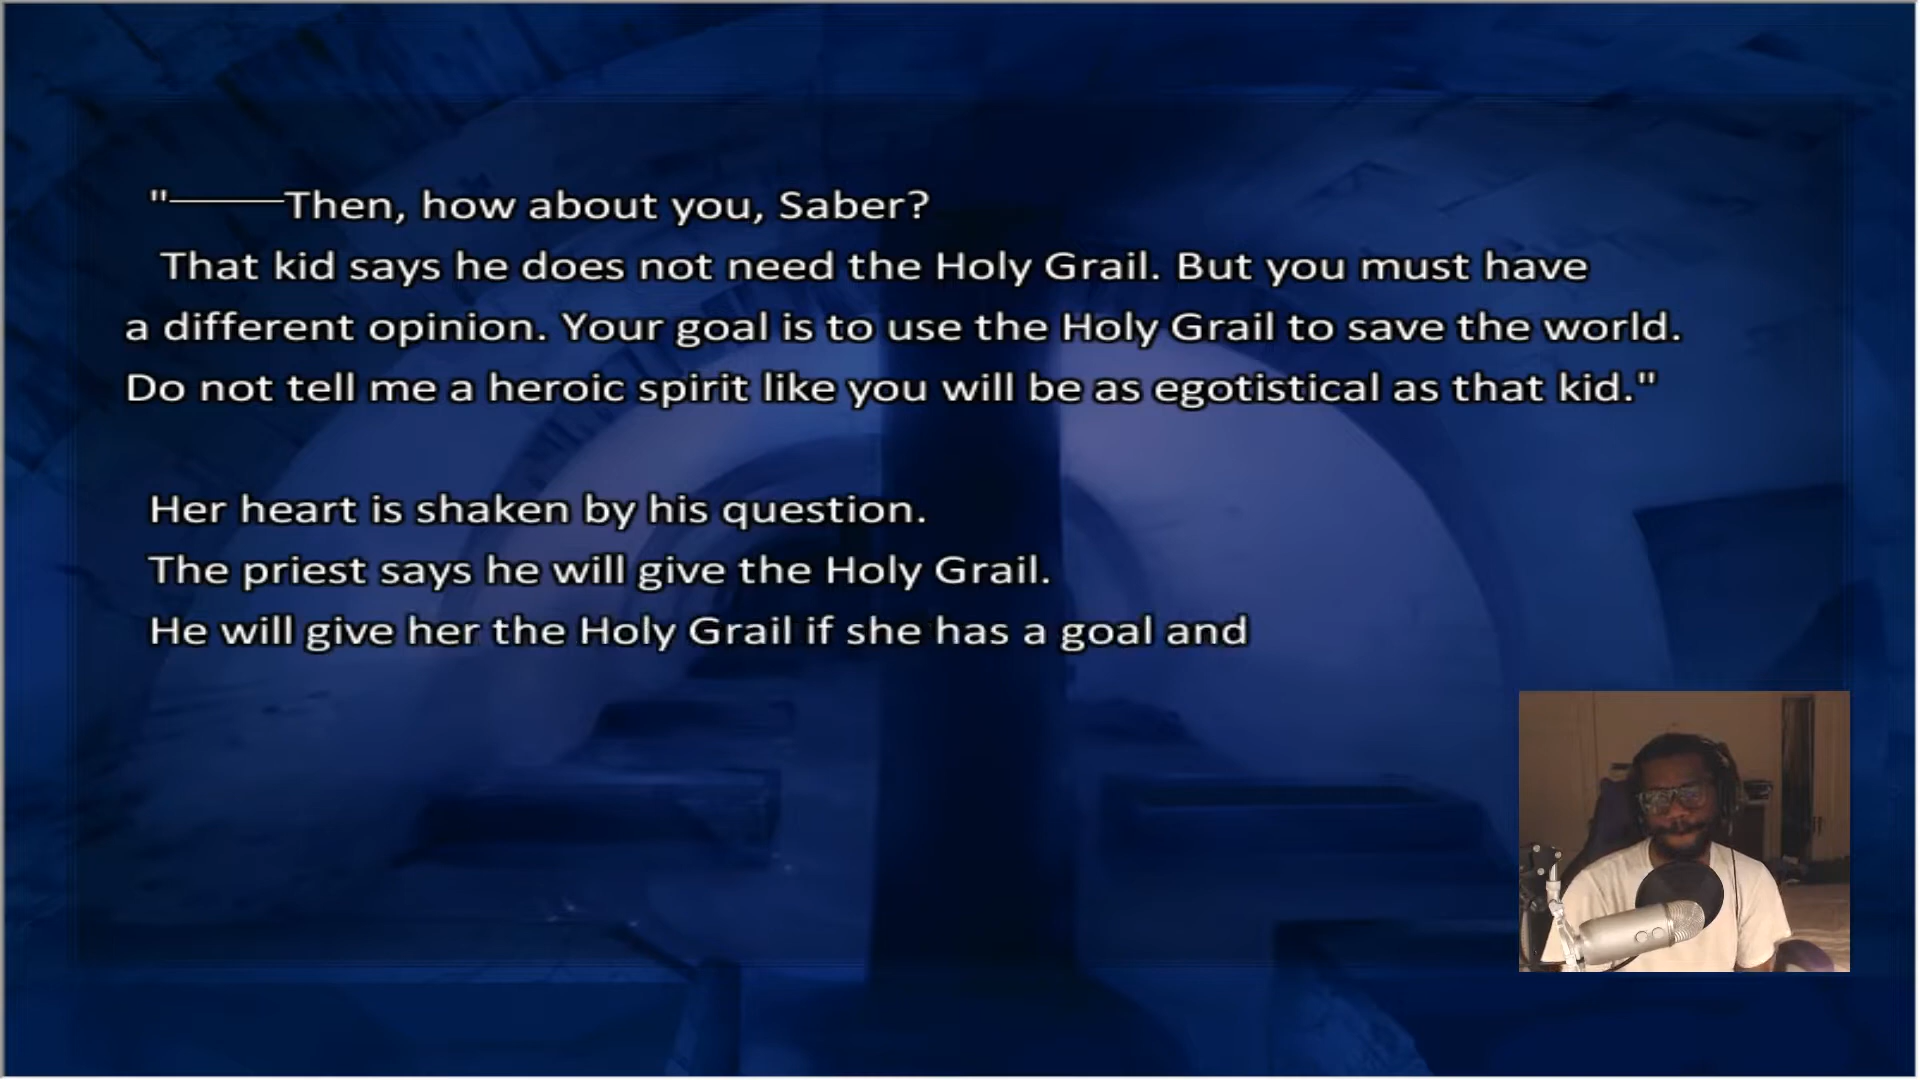 "———Then, how about you, Saber?
That kid says he does not need the Holy Grail. But you must have
a different opinion. Your goal is to use the Holy Grail to save the world.
Do not tell me a heroic spirit like you will be as egotistical as that kid."
Her heart is shaken by his question.
The priest says he will give the Holy Grail.
He will give her the Holy Grail if she has a goal and